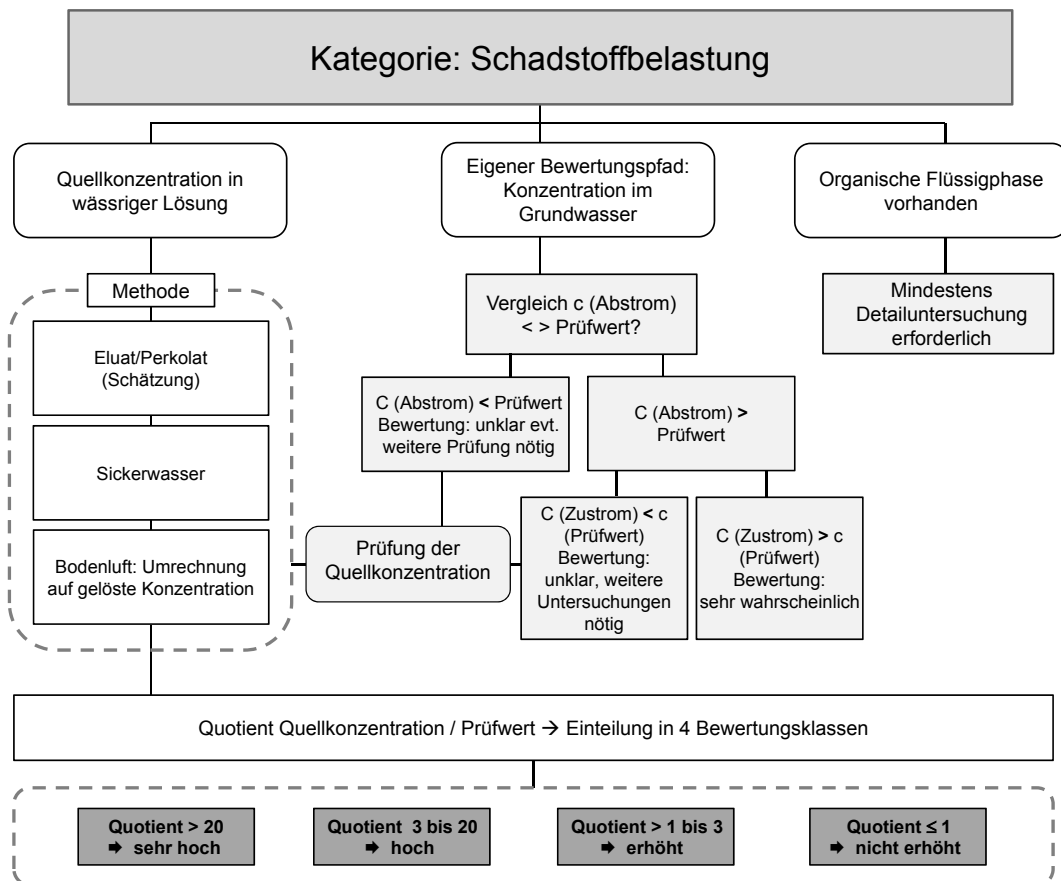 Kategorie: Schadstoffbelastung
Quellkonzentration in
wässriger Lösung
Eigener Bewertungspfad:
Konzentration im
Grundwasser
Organische Flüssigphase
vorhanden
Methode
Eluat/Perkolat
(Schätzung)
Sickerwasser
Bodenluft: Umrechnung
auf gelöste Konzentration
Vergleich c (Abstrom)
< > Prüfwert?
Mindestens
Detailuntersuchung
erforderlich
C (Abstrom) < Prüfwert
Bewertung: unklar evt.
weitere Prüfung nötig
C (Abstrom) >
Prüfwert
Prüfung der
Quellkonzentration
C (Zustrom) < c
(Prüfwert)
Bewertung:
unklar, weitere
Untersuchungen
nötig
C (Zustrom) > c
(Prüfwert)
Bewertung:
sehr wahrscheinlich
Quotient Quellkonzentration / Prüfwert → Einteilung in 4 Bewertungsklassen
Quotient > 20
➡ sehr hoch
Quotient 3 bis 20
➡ hoch
Quotient > 1 bis 3
➡ erhöht
Quotient ≤ 1
➡ nicht erhöht